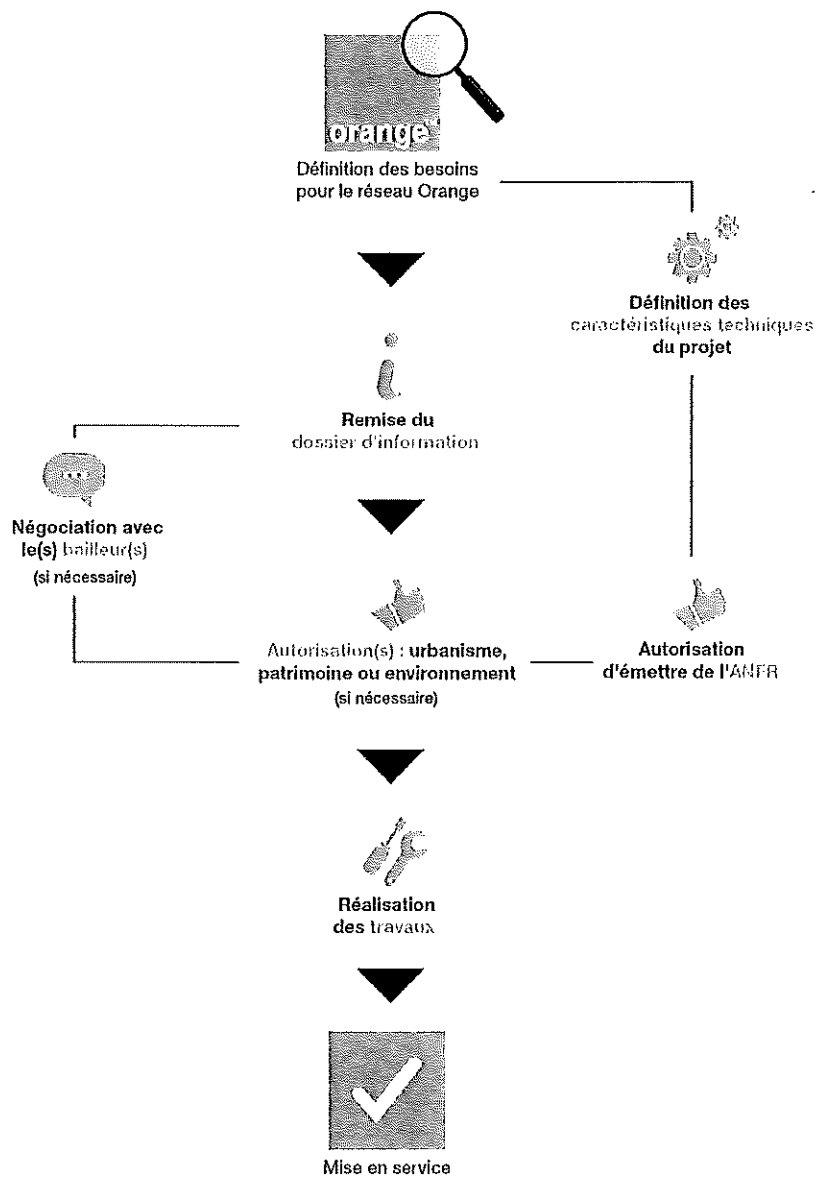 orange™
Définition des besoins
pour le réseau Orange
Définition des
caractéristiques techniques
du projet
Remise du
dossier d'information
Négociation avec
le(s) bailleur(s)
(si nécessaire)
Autorisation(s) : urbanisme,
patrimoine ou environnement
(si nécessaire)
Autorisation
d'émettre de l'ANFR
Réalisation
des travaux
Mise en service